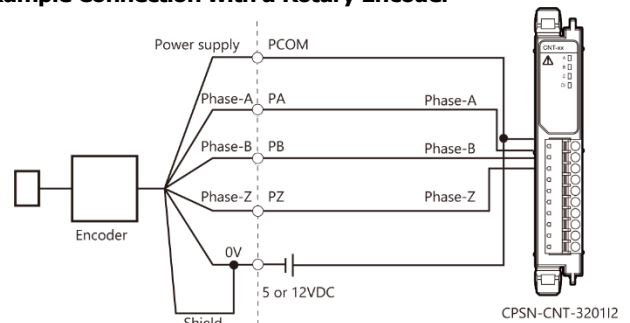 Example Connection with a Rotary Encoder
Power supply PCOM
CNT-xx
A
B
Z
Phase-A PA Phase-A
Phase-B PB Phase-B
Phase-Z PZ Phase-Z
Encoder
0V
5 or 12VDC
Shield
CPSN-CNT-3201I2